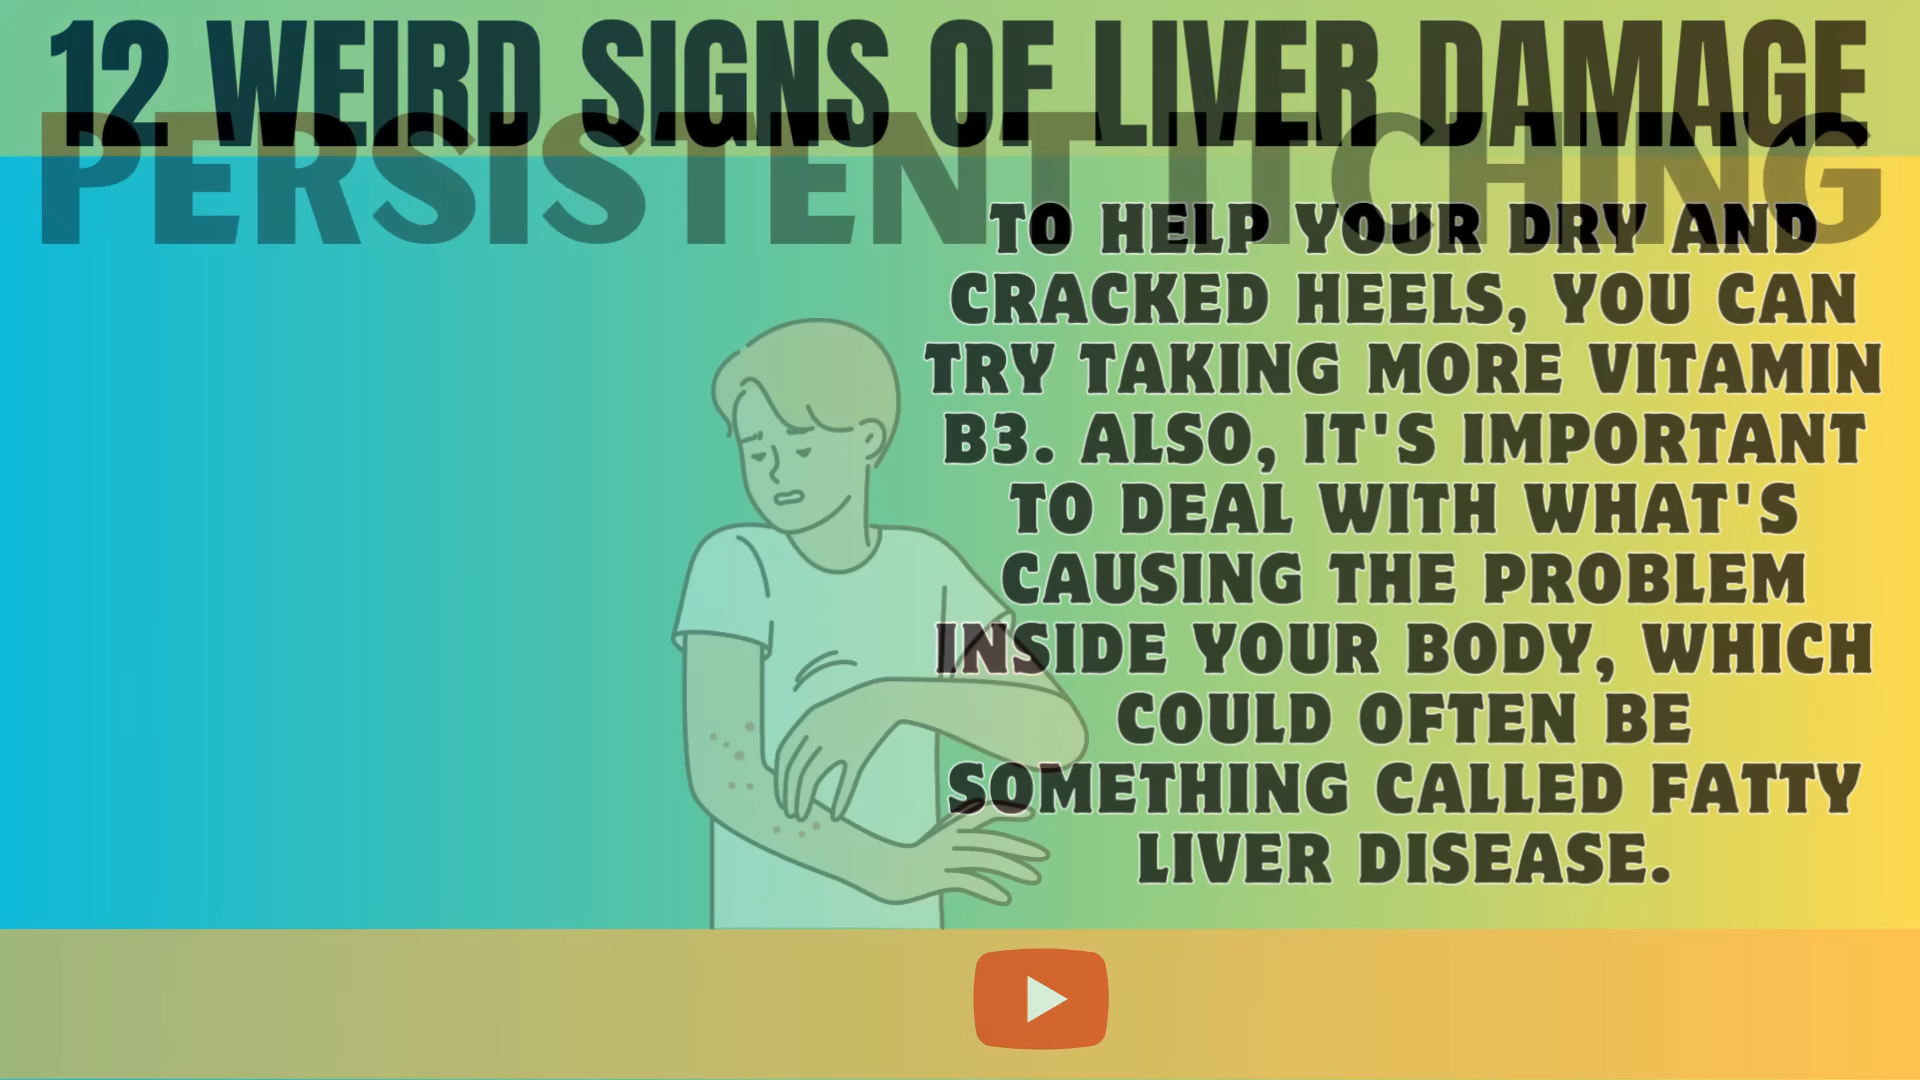 12 WEIRD SIGNS OF LIVER DAMAGE
PERSISTENT ITCHING
TO HELP YOUR DRY AND
CRACKED HEELS, YOU CAN
TRY TAKING MORE VITAMIN
B3. ALSO, IT'S IMPORTANT
TO DEAL WITH WHAT'S
CAUSING THE PROBLEM
INSIDE YOUR BODY, WHICH
COULD OFTEN BE
SOMETHING CALLED FATTY
LIVER DISEASE.